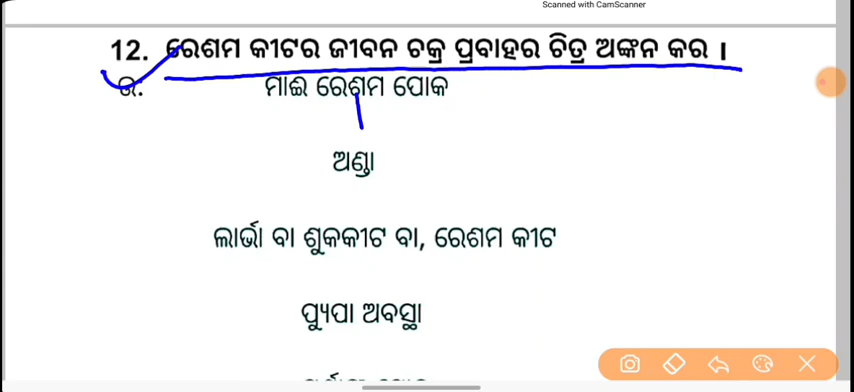 Scanned with CamScanner
12. ରେଶମ କୀଟର ଜୀବନ ଚକ୍ର ପ୍ରବାହର ଚିତ୍ର ଅଙ୍କନ କର ।
ଉ: ମାଈ ରେଶମ ପୋକ
ଅଣ୍ଡା
ଲାର୍ଭା ବା ଶୁକକୀଟ ବା, ରେଶମ କୀଟ
ପ୍ୟୁପା ଅବସ୍ଥା